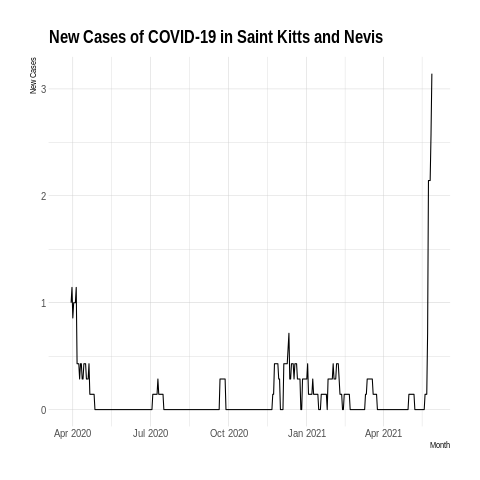 New Cases of COVID-19 in Saint Kitts and Nevis
New Cases
3
2
1
0
Apr 2020 Jul 2020 Oct 2020 Jan 2021 Apr 2021
Month